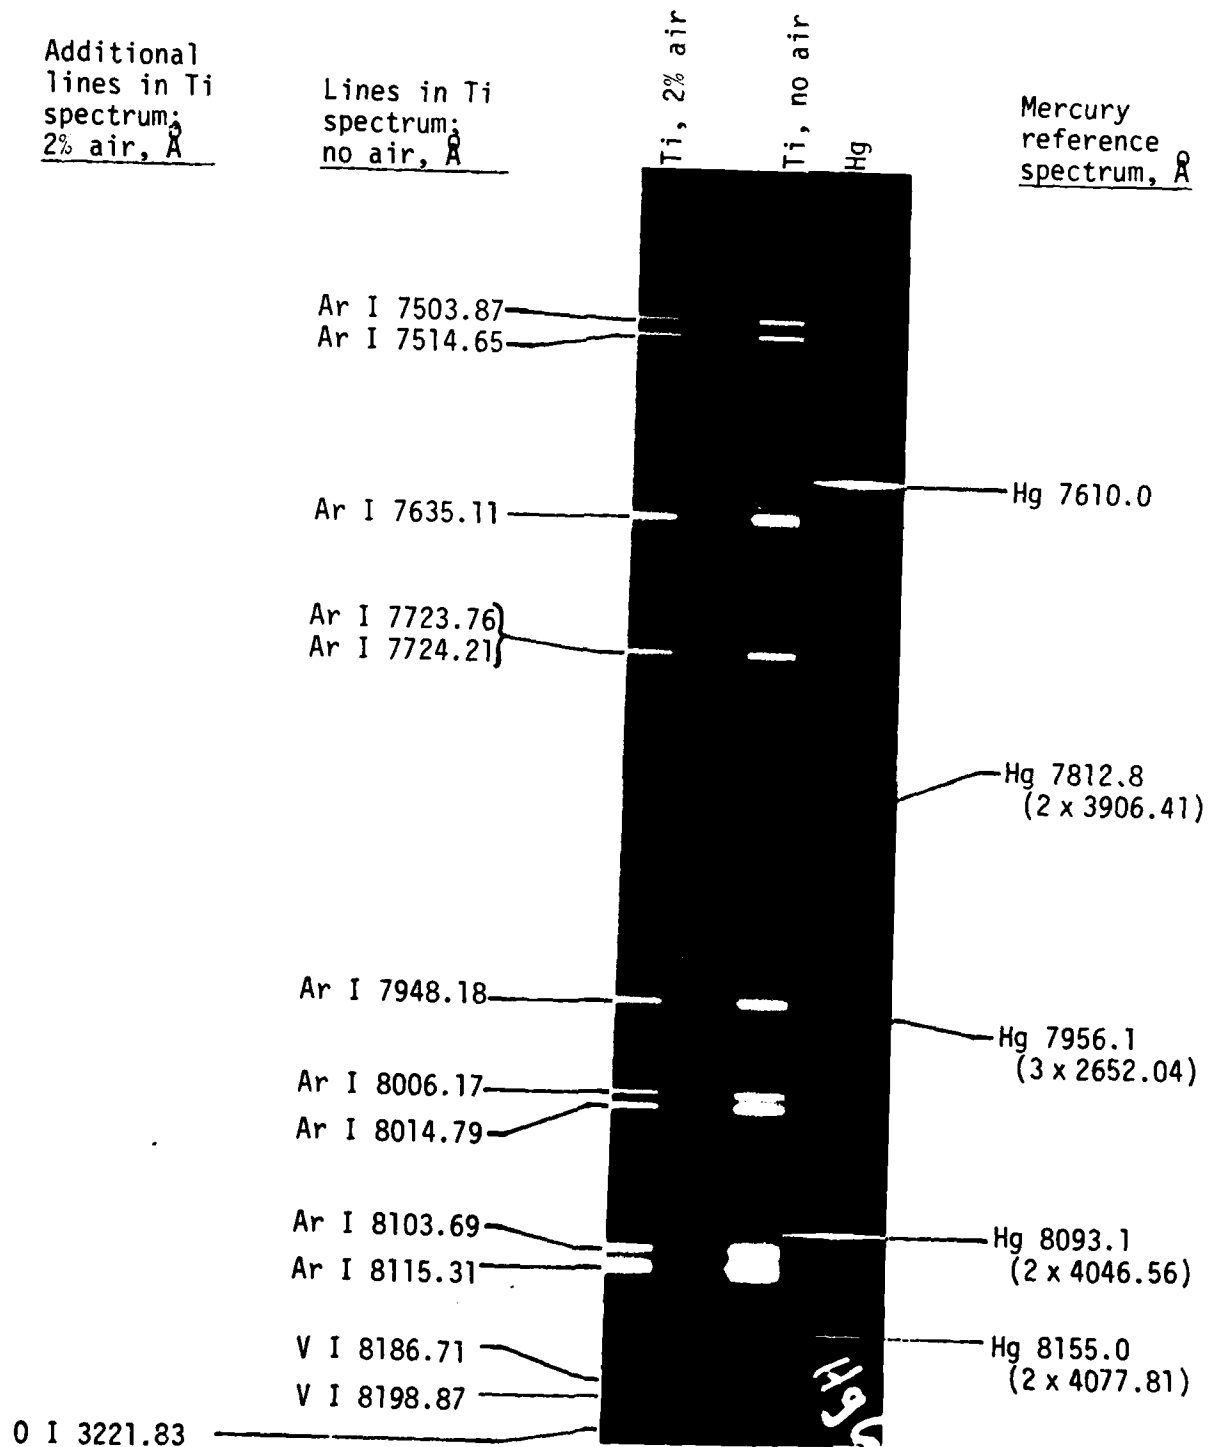 Additional
lines in Ti
spectrum;
2% air, Å
Lines in Ti
spectrum;
no air, Å
Ti, 2% air
Ti, no air
Hg
Mercury
reference
spectrum, Å
Ar I 7503.87
Ar I 7514.65
Hg 7610.0
Ar I 7635.11
Ar I 7723.76
Ar I 7724.21
Hg 7812.8
(2 x 3906.41)
Ar I 7948.18
Hg 7956.1
(3 x 2652.04)
Ar I 8006.17
Ar I 8014.79
Ar I 8103.69
Ar I 8115.31
Hg 8093.1
(2 x 4046.56)
V I 8186.71
V I 8198.87
Hg 8155.0
(2 x 4077.81)
O I 3221.83